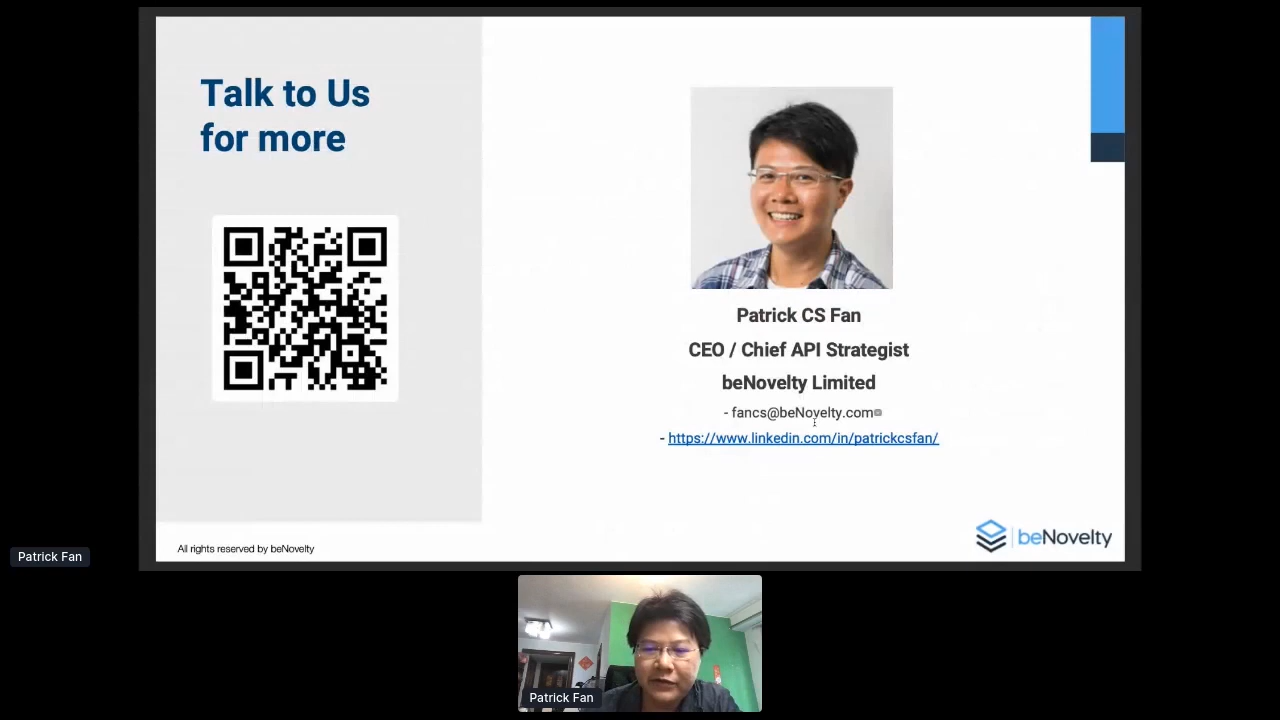 Talk to Us
for more
Patrick CS Fan
CEO / Chief API Strategist
beNovelty Limited
- fancs@beNovelty.com
- https://www.linkedin.com/in/patrickcsfan/
All rights reserved by beNovelty
beNovelty
Patrick Fan
Patrick Fan